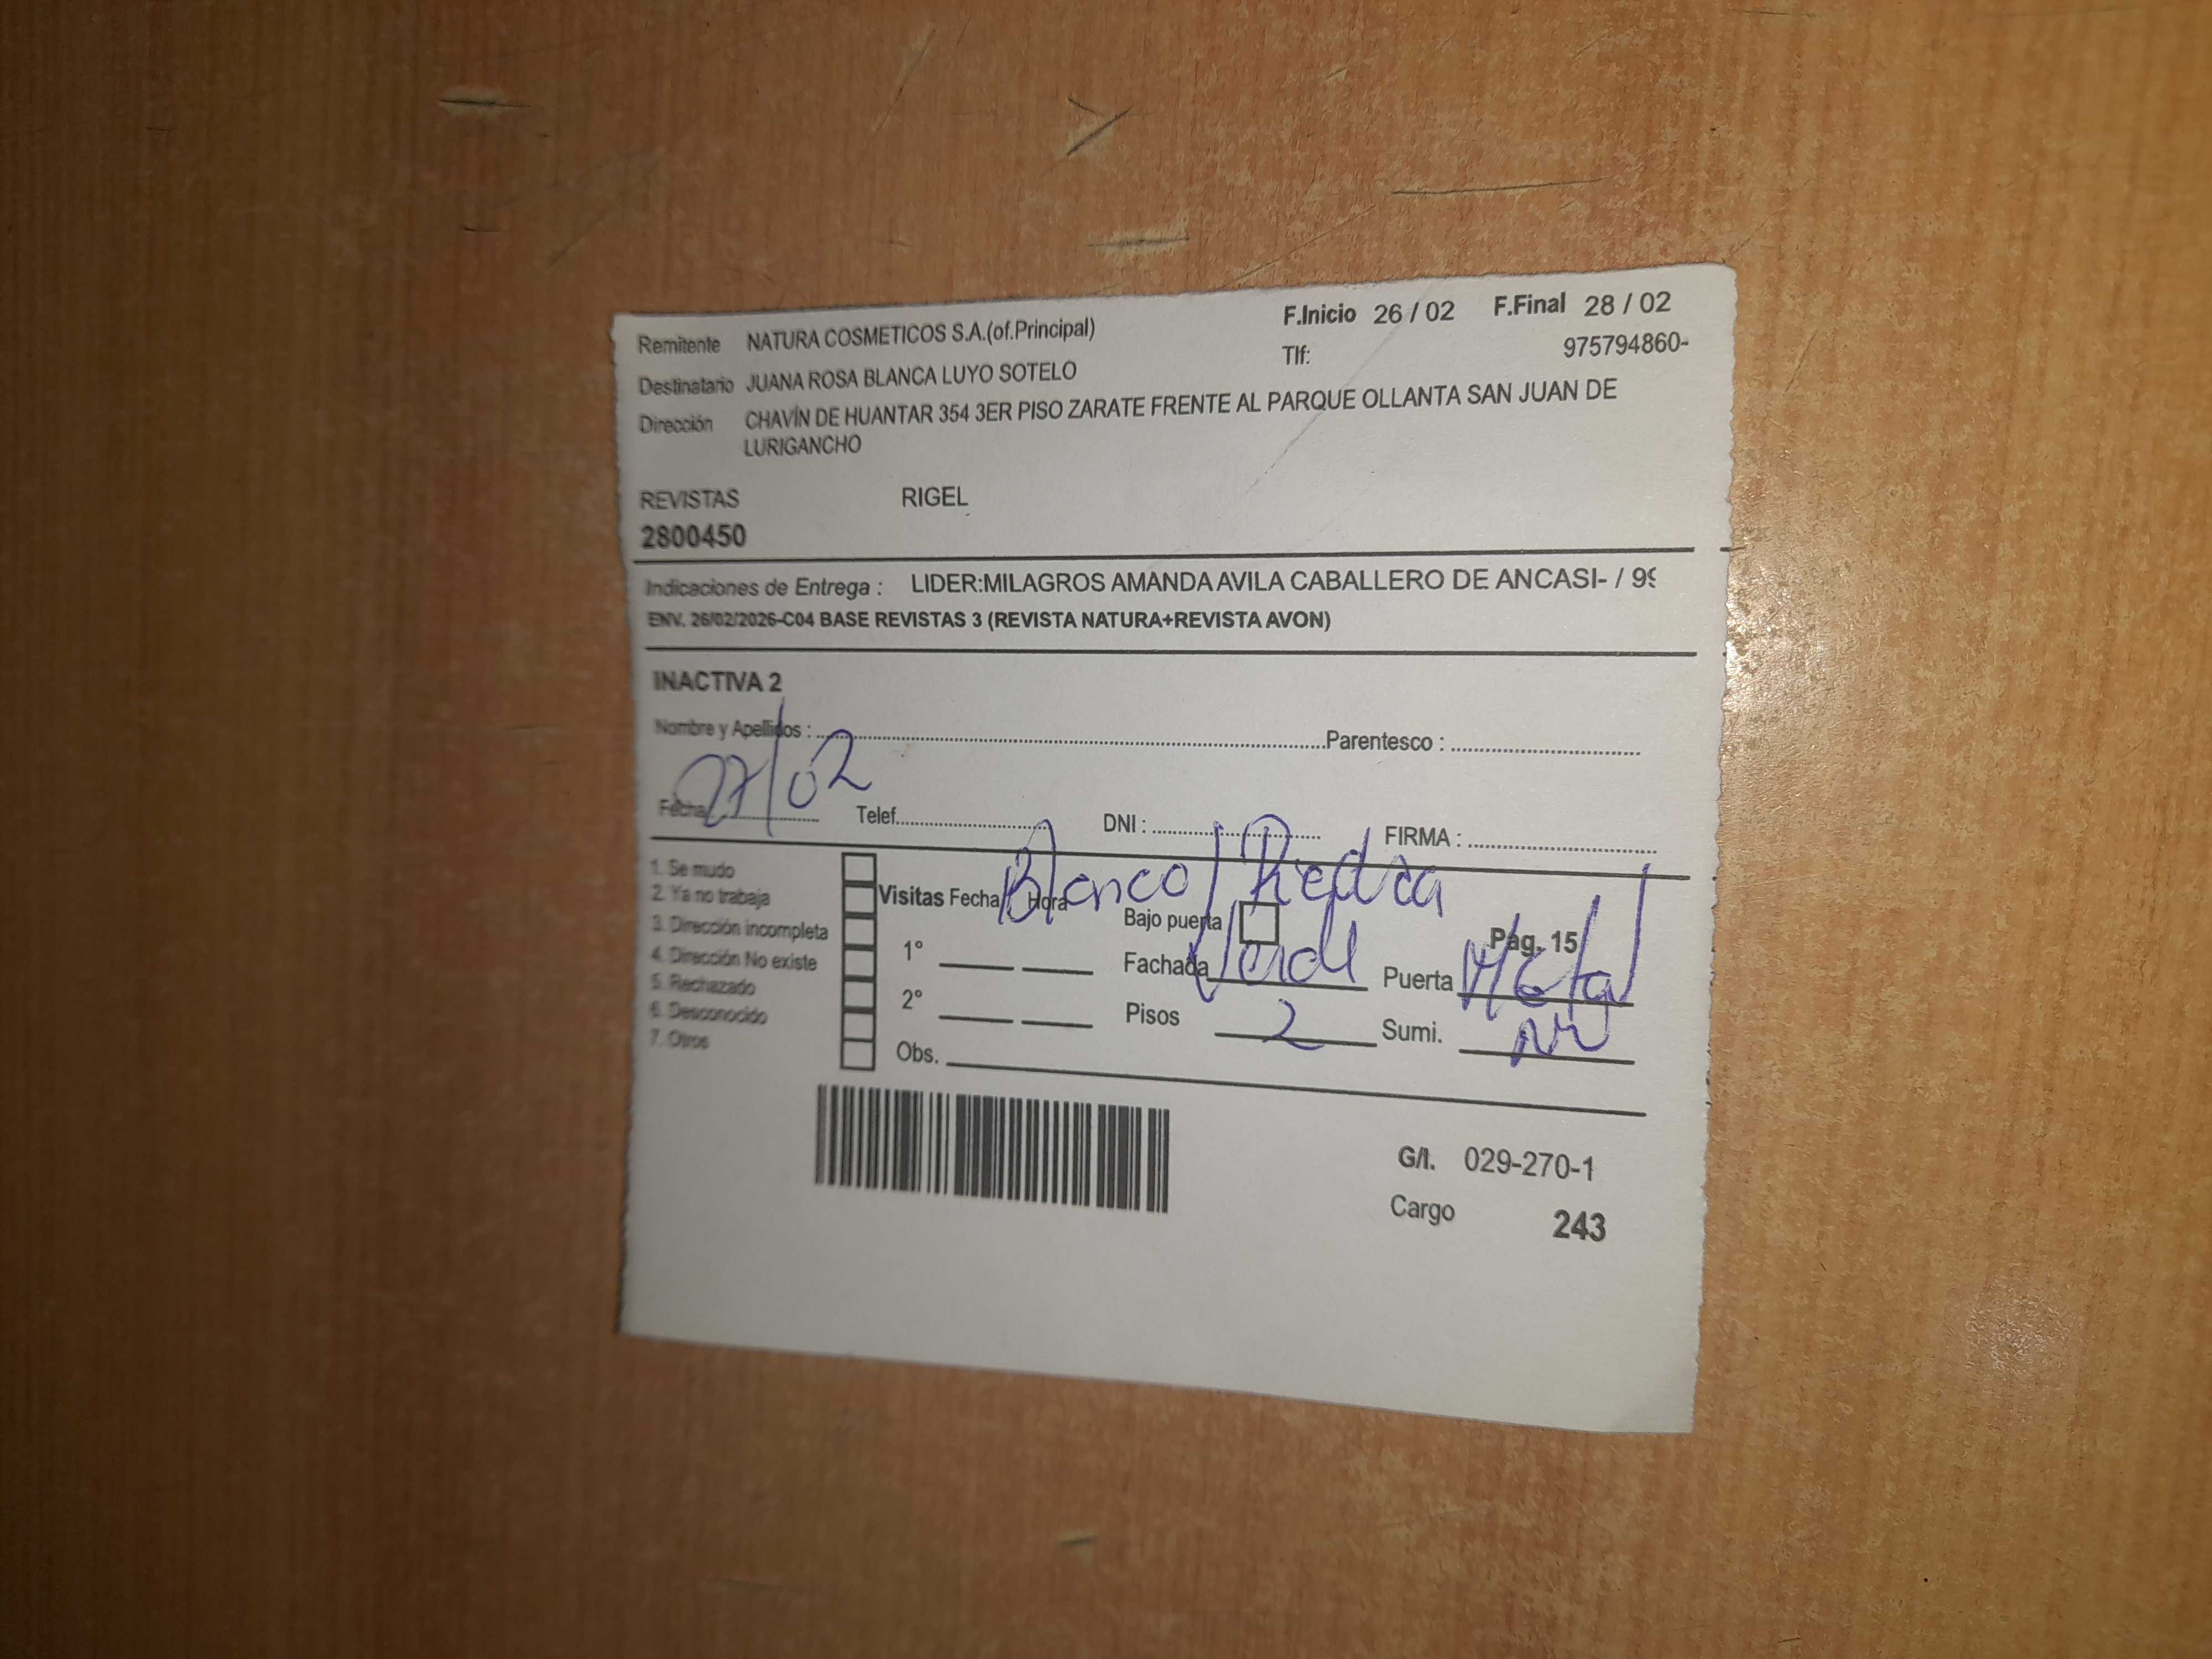 Remitente NATURA COSMETICOS S.A.(of.Principal) F.Inicio 26 / 02 F.Final 28 / 02
Tlf: 975794860-
Destinatario JUANA ROSA BLANCA LUYO SOTELO
Dirección CHAVÍN DE HUANTAR 354 3ER PISO ZARATE FRENTE AL PARQUE OLLANTA SAN JUAN DE
LURIGANCHO
REVISTAS RIGEL
2800450
Indicaciones de Entrega : LIDER:MILAGROS AMANDA AVILA CABALLERO DE ANCASI- / 99
ENV. 26/02/2026-C04 BASE REVISTAS 3 (REVISTA NATURA+REVISTA AVON)
INACTIVA 2
Nombre y Apellidos : Parentesco :
Fecha 27/02 Telef. DNI : FIRMA :
Blanco/Piedra
1. Se mudo
2. Ya no trabaja
3. Dirección incompleta
4. Dirección No existe
5. Rechazado
6. Desconocido
7. Otros
Visitas Fecha Hora Bajo puerta Pag. 15
1° Fachada Verde Puerta Metal
2° Pisos 2 Sumi.
Obs.
G/I. 029-270-1
Cargo 243